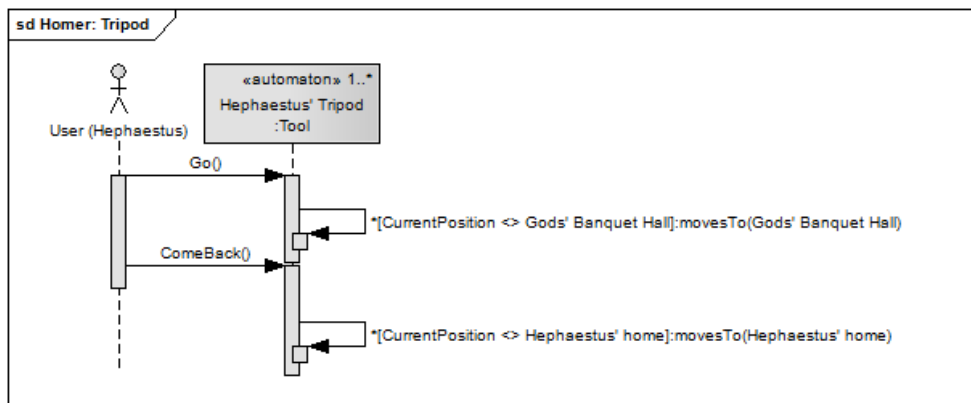 sd Homer: Tripod
«automaton» 1..*
Hephaestus' Tripod
:Tool
User (Hephaestus)
Go()
*[CurrentPosition <> Gods' Banquet Hall]:movesTo(Gods' Banquet Hall)
ComeBack()
*[CurrentPosition <> Hephaestus' home]:movesTo(Hephaestus' home)